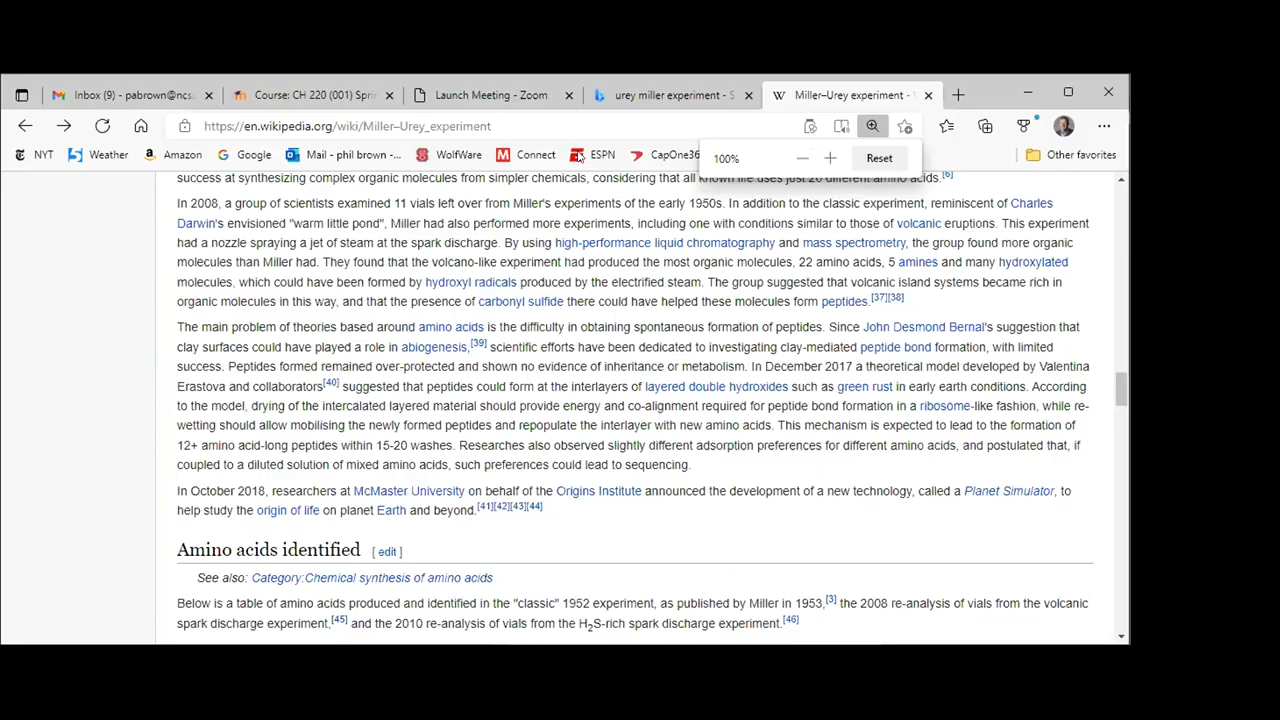 Inbox (9) - pabrown@ncs
Course: CH 220 (001) Spri
Launch Meeting - Zoom
urey miller experiment - S
Miller–Urey experiment -
https://en.wikipedia.org/wiki/Miller–Urey_experiment
NYT
Weather
Amazon
Google
Mail - phil brown -...
WolfWare
Connect
ESPN
CapOne36
100%
Reset
Other favorites
success at synthesizing complex organic molecules from simpler chemicals, considering that all known life uses just 20 different amino acids.[6]
In 2008, a group of scientists examined 11 vials left over from Miller's experiments of the early 1950s. In addition to the classic experiment, reminiscent of Charles
Darwin's envisioned "warm little pond", Miller had also performed more experiments, including one with conditions similar to those of volcanic eruptions. This experiment
had a nozzle spraying a jet of steam at the spark discharge. By using high-performance liquid chromatography and mass spectrometry, the group found more organic
molecules than Miller had. They found that the volcano-like experiment had produced the most organic molecules, 22 amino acids, 5 amines and many hydroxylated
molecules, which could have been formed by hydroxyl radicals produced by the electrified steam. The group suggested that volcanic island systems became rich in
organic molecules in this way, and that the presence of carbonyl sulfide there could have helped these molecules form peptides.[37][38]
The main problem of theories based around amino acids is the difficulty in obtaining spontaneous formation of peptides. Since John Desmond Bernal's suggestion that
clay surfaces could have played a role in abiogenesis,[39] scientific efforts have been dedicated to investigating clay-mediated peptide bond formation, with limited
success. Peptides formed remained over-protected and shown no evidence of inheritance or metabolism. In December 2017 a theoretical model developed by Valentina
Erastova and collaborators[40] suggested that peptides could form at the interlayers of layered double hydroxides such as green rust in early earth conditions. According
to the model, drying of the intercalated layered material should provide energy and co-alignment required for peptide bond formation in a ribosome-like fashion, while re-
wetting should allow mobilising the newly formed peptides and repopulate the interlayer with new amino acids. This mechanism is expected to lead to the formation of
12+ amino acid-long peptides within 15-20 washes. Researchers also observed slightly different adsorption preferences for different amino acids, and postulated that, if
coupled to a diluted solution of mixed amino acids, such preferences could lead to sequencing.
In October 2018, researchers at McMaster University on behalf of the Origins Institute announced the development of a new technology, called a Planet Simulator, to
help study the origin of life on planet Earth and beyond.[41][42][43][44]
Amino acids identified [ edit ]
See also: Category:Chemical synthesis of amino acids
Below is a table of amino acids produced and identified in the "classic" 1952 experiment, as published by Miller in 1953,[3] the 2008 re-analysis of vials from the volcanic
spark discharge experiment,[45] and the 2010 re-analysis of vials from the H2S-rich spark discharge experiment.[46]